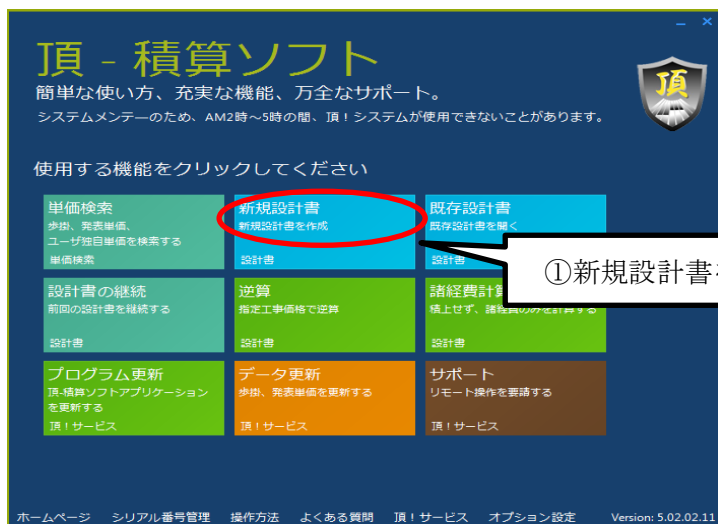 頂 - 積算ソフト
簡単な使い方、充実な機能、万全なサポート。
システムメンテーのため、AM2時～5時の間、頂！システムが使用できないことがあります。
頂
使用する機能をクリックしてください
単価検索
歩掛、発表単価、
ユーザ独自単価を検索する
単価検索
新規設計書
新規設計書を作成
設計書
既存設計書
既存設計書を開く
設計書
①新規設計書
設計書の継続
前回の設計書を継続する
設計書
逆算
指定工事価格で逆算
設計書
諸経費計算
積上せず、諸経費のみを計算する
設計書
プログラム更新
頂-積算ソフトアプリケーション
を更新する
頂！サービス
データ更新
歩掛、発表単価を更新する
頂！サービス
サポート
リモート操作を要請する
頂！サービス
ホームページ シリアル番号管理 操作方法 よくある質問 頂！サービス オプション設定 Version: 5.02.02.11